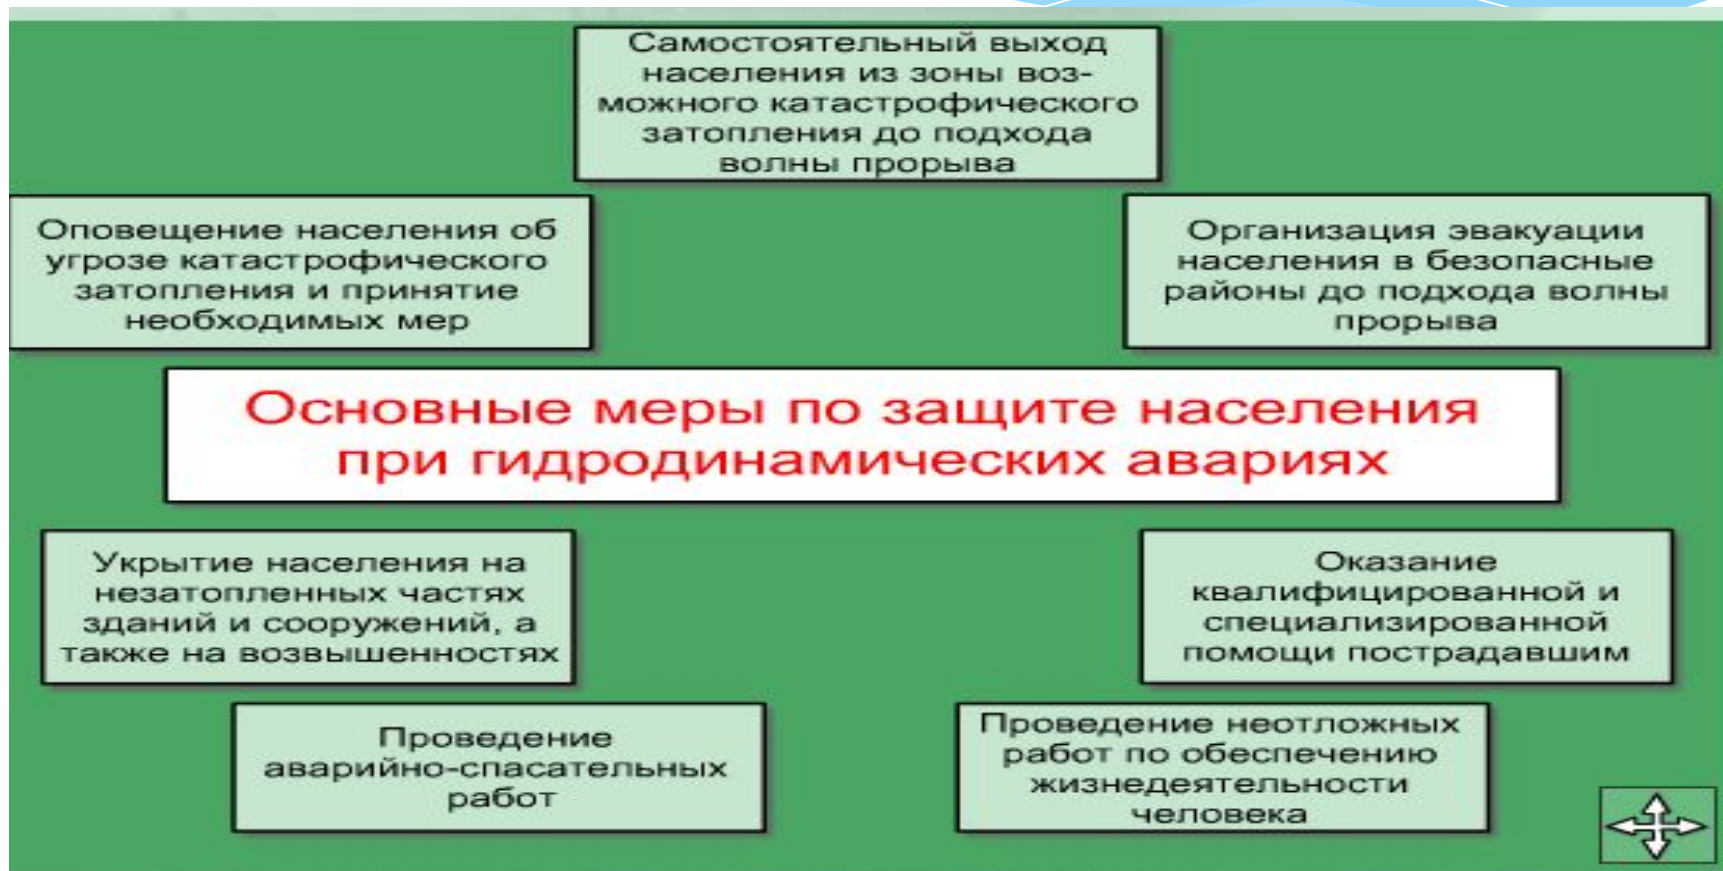 Самостоятельный выход
населения из зоны воз-
можного катастрофического
затопления до подхода
волны прорыва
Оповещение населения об
угрозе катастрофического
затопления и принятие
необходимых мер
Организация эвакуации
населения в безопасные
районы до подхода волны
прорыва
Основные меры по защите населения
при гидродинамических авариях
Укрытие населения на
незатопленных частях
зданий и сооружений, а
также на возвышенностях
Оказание
квалифицированной и
специализированной
помощи пострадавшим
Проведение
аварийно-спасательных
работ
Проведение неотложных
работ по обеспечению
жизнедеятельности
человека